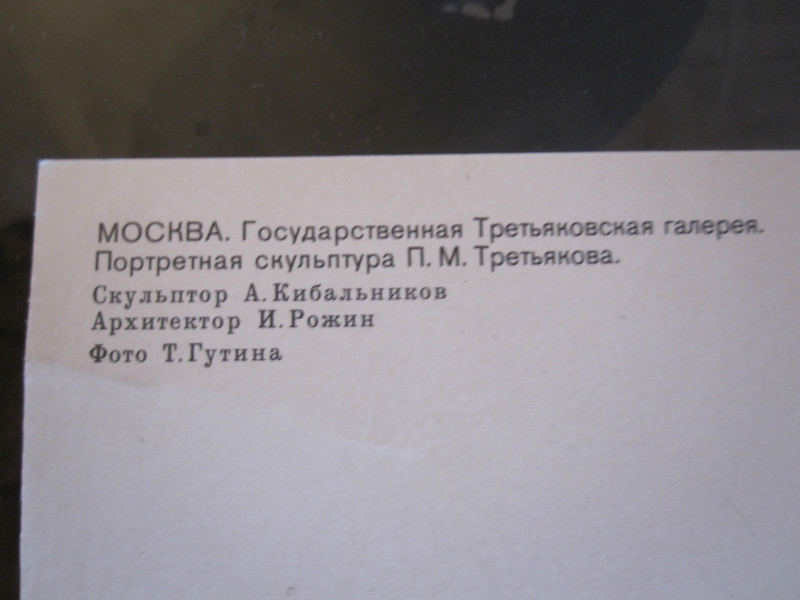 МОСКВА. Государственная Третьяковская галерея.
Портретная скульптура П. М. Третьякова.
Скульптор А. Кибальников
Архитектор И. Рожин
Фото Т. Гутина